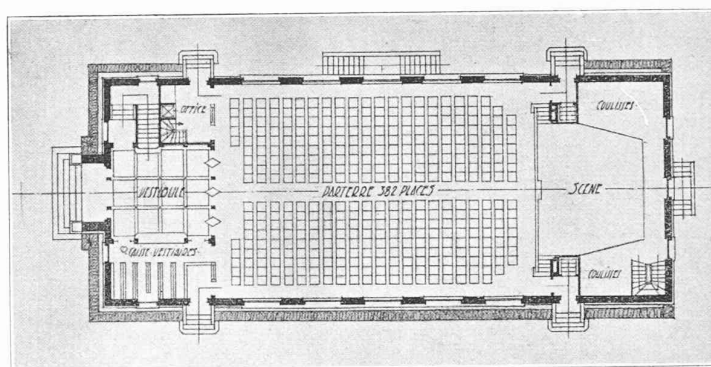 OFFICE
COULISSES
VESTIBULE
PARTERRE 382 PLACES
SCENE
CAISSE-VESTIAIRES
COULISSES